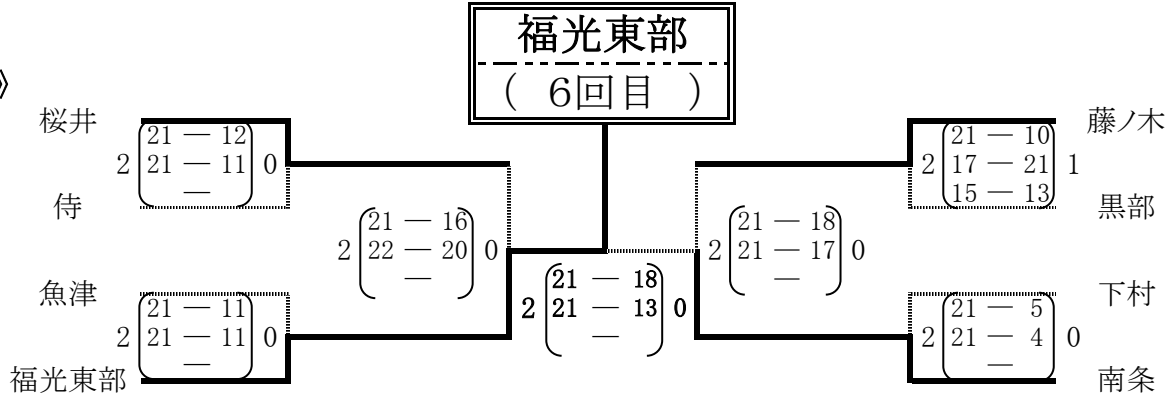 福光東部
( 6回目 )
》
桜井
2 21 ― 12 0
21 ― 11
―
侍
魚津
2 21 ― 11 0
21 ― 11
―
福光東部
2 21 ― 16 0
22 ― 20
―
2 21 ― 18 0
21 ― 13
―
2 21 ― 18 0
21 ― 17
―
藤ノ木
2 21 ― 10 1
17 ― 21
15 ― 13
黒部
下村
2 21 ― 5 0
21 ― 4
―
南条